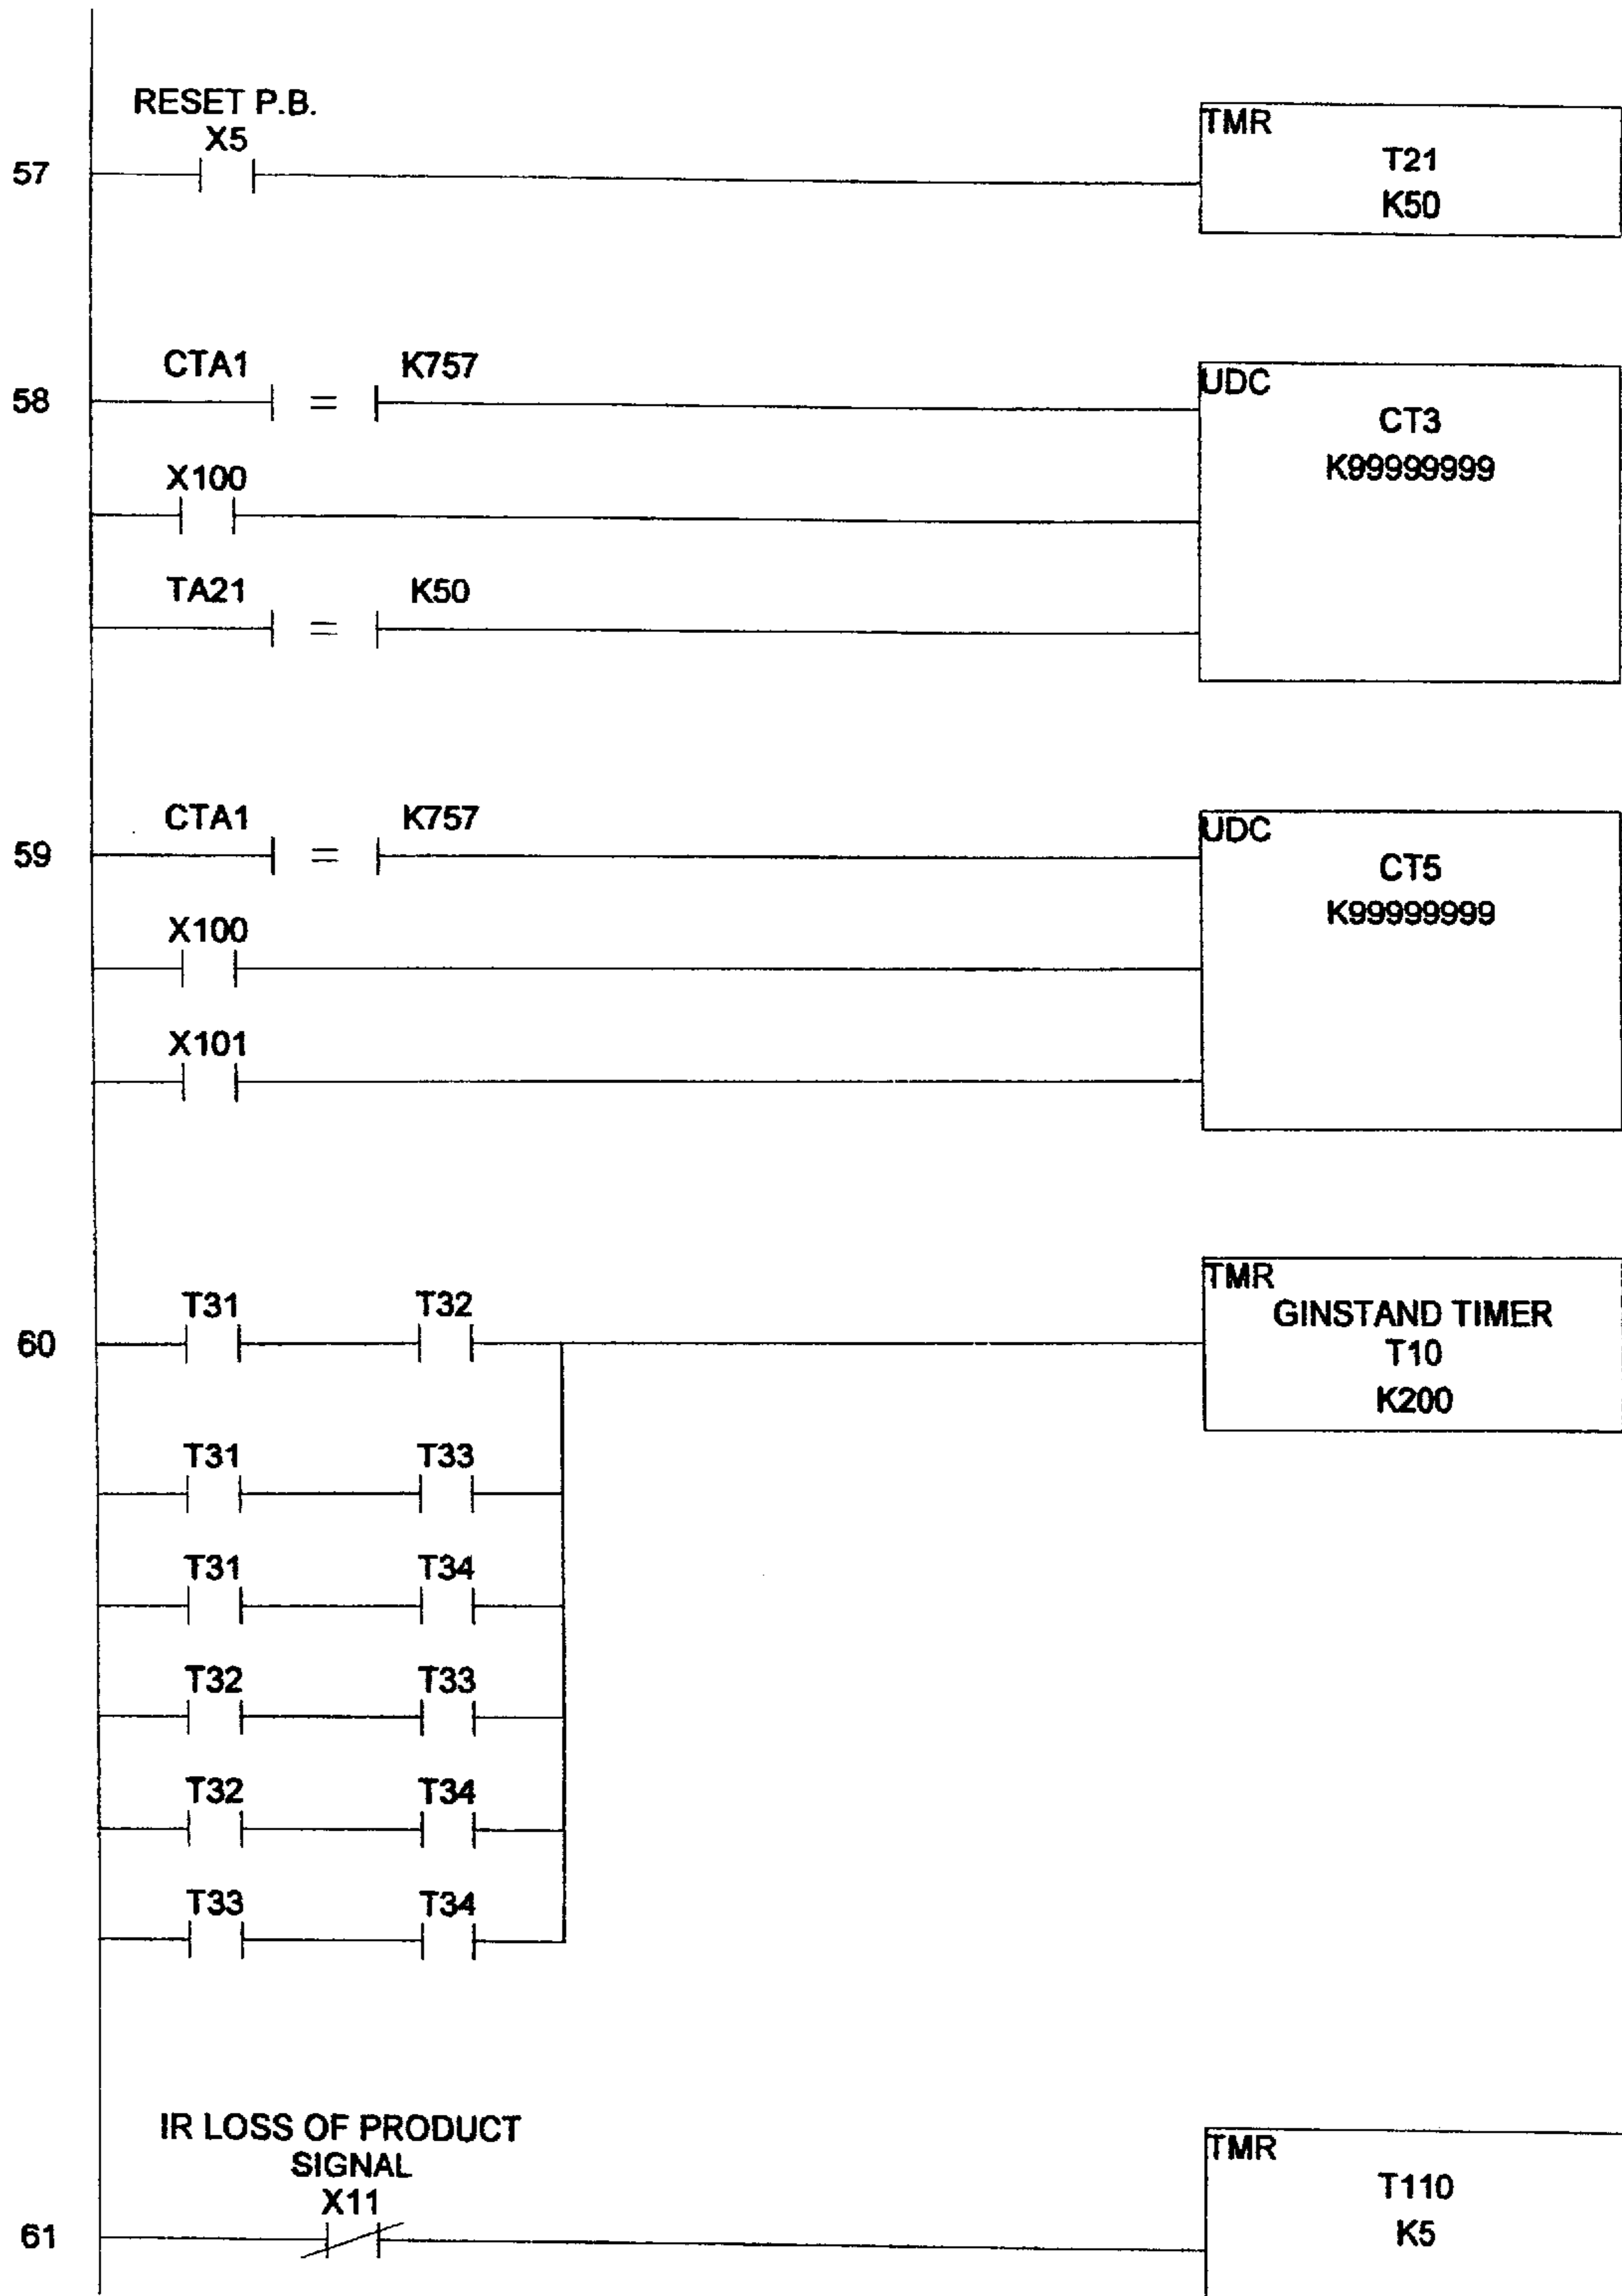 RESET P.B.
X5
57
TMR
T21
K50
CTA1 = K757
58
UDC
CT3
K99999999
X100
TA21 = K50
CTA1 = K757
59
UDC
CT5
K99999999
X100
X101
T31 T32
60
TMR
GINSTAND TIMER
T10
K200
T31 T33
T31 T34
T32 T33
T32 T34
T33 T34
IR LOSS OF PRODUCT
SIGNAL
X11
61
TMR
T110
K5